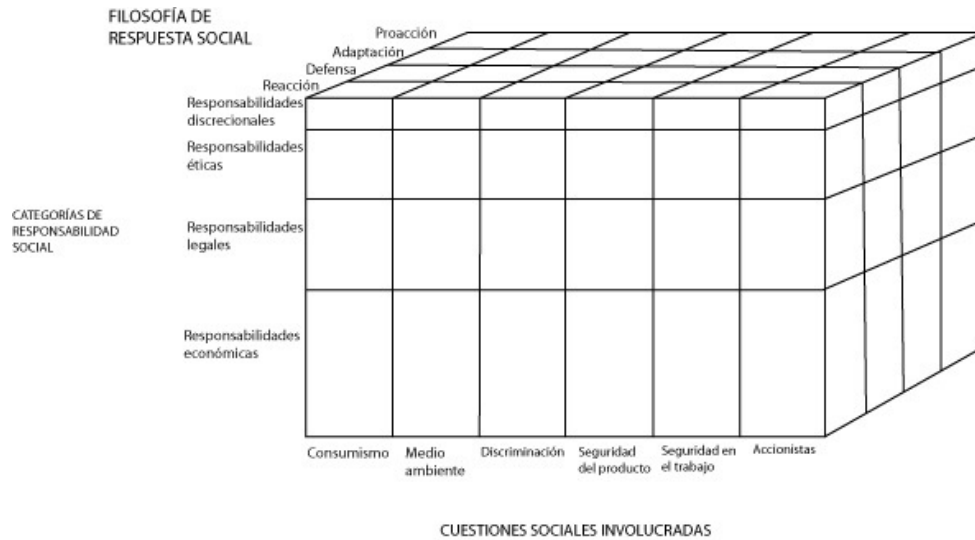 FILOSOFÍA DE
RESPUESTA SOCIAL
Proacción
Adaptación
Defensa
Reacción
Responsabilidades
discrecionales
Responsabilidades
éticas
CATEGORÍAS DE
RESPONSABILIDAD
SOCIAL
Responsabilidades
legales
Responsabilidades
económicas
Consumismo
Medio
ambiente
Discriminación
Seguridad
del producto
Seguridad en
el trabajo
Accionistas
CUESTIONES SOCIALES INVOLUCRADAS